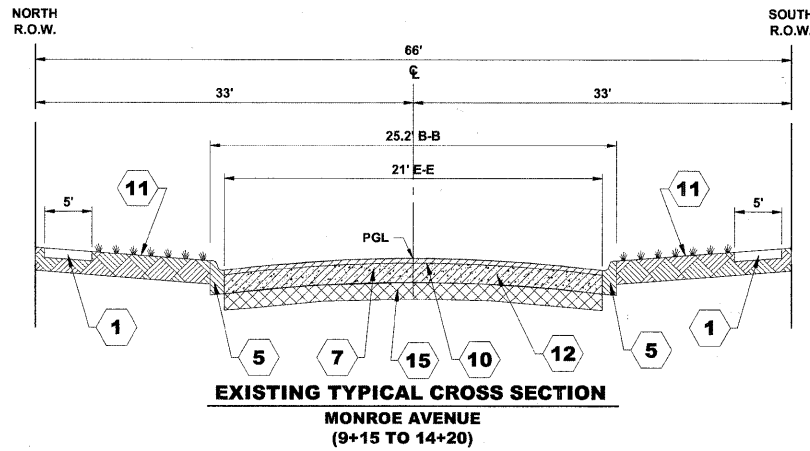 NORTH
R.O.W.
SOUTH
R.O.W.
66'
℄
33'
33'
25.2' B-B
21' E-E
11
11
5'
5'
PGL
1
5
7
15
10
12
5
1
EXISTING TYPICAL CROSS SECTION
MONROE AVENUE
(9+15 TO 14+20)